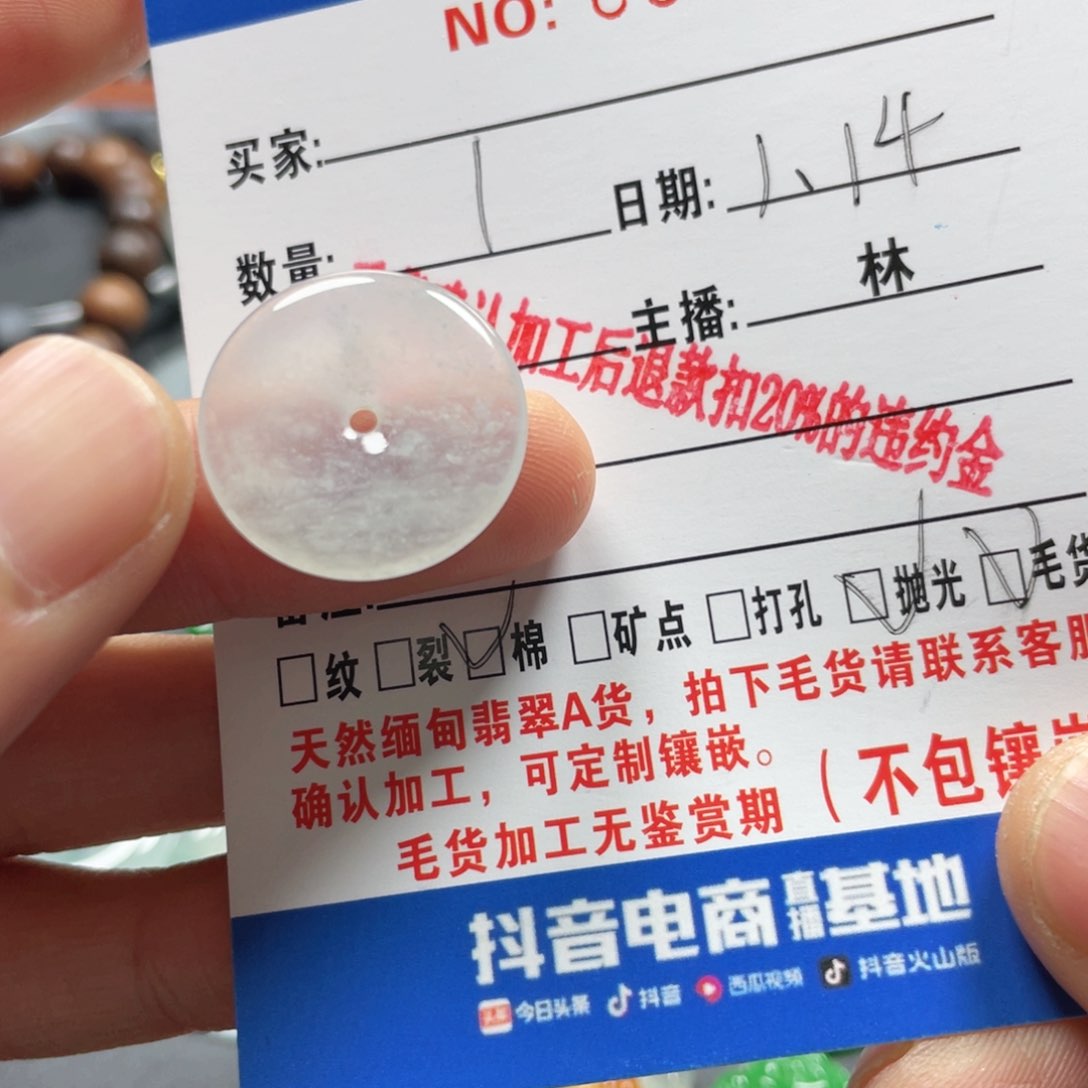 NO:
买家:
1 日期: 1、14
数量:
主播: 林
认加工后退款扣20%的违约金
□纹 □裂 □棉 □矿点 □打孔 □抛光 □毛货
天然缅甸翡翠A货，拍下毛货请联系客服
确认加工，可定制镶嵌。
毛货加工无鉴赏期（不包镶嵌
抖音电商直播基地
头条 今日头条 抖音 西瓜视频 抖音火山版